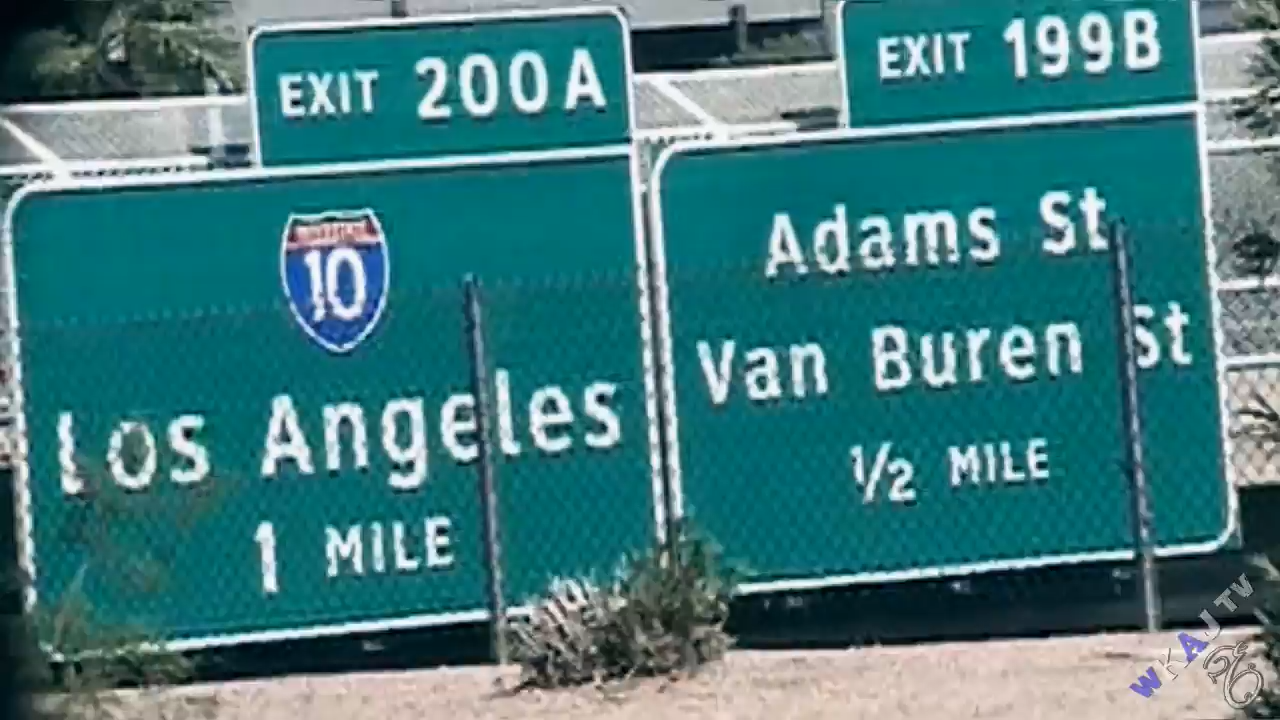 EXIT 200A
INTERSTATE
10
Los Angeles
1 MILE
EXIT 199B
Adams St
Van Buren St
1/2 MILE
WKAJ TV